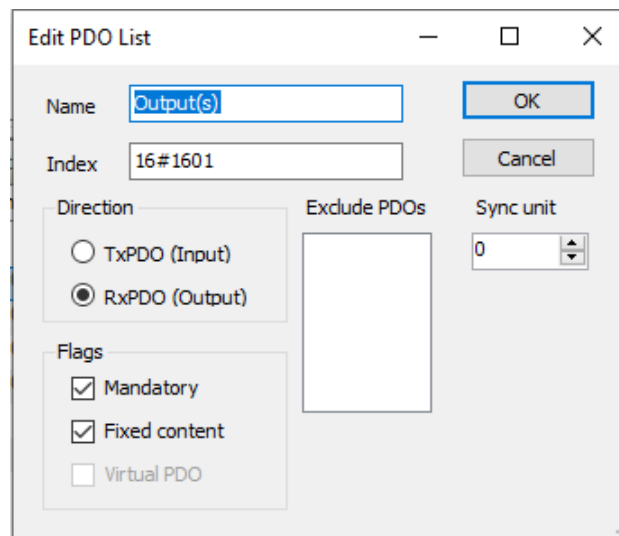 Edit PDO List
Name Output(s) OK
Index 16#1601 Cancel
Direction Exclude PDOs Sync unit
TxPDO (Input) 0
RxPDO (Output)
Flags
Mandatory
Fixed content
Virtual PDO